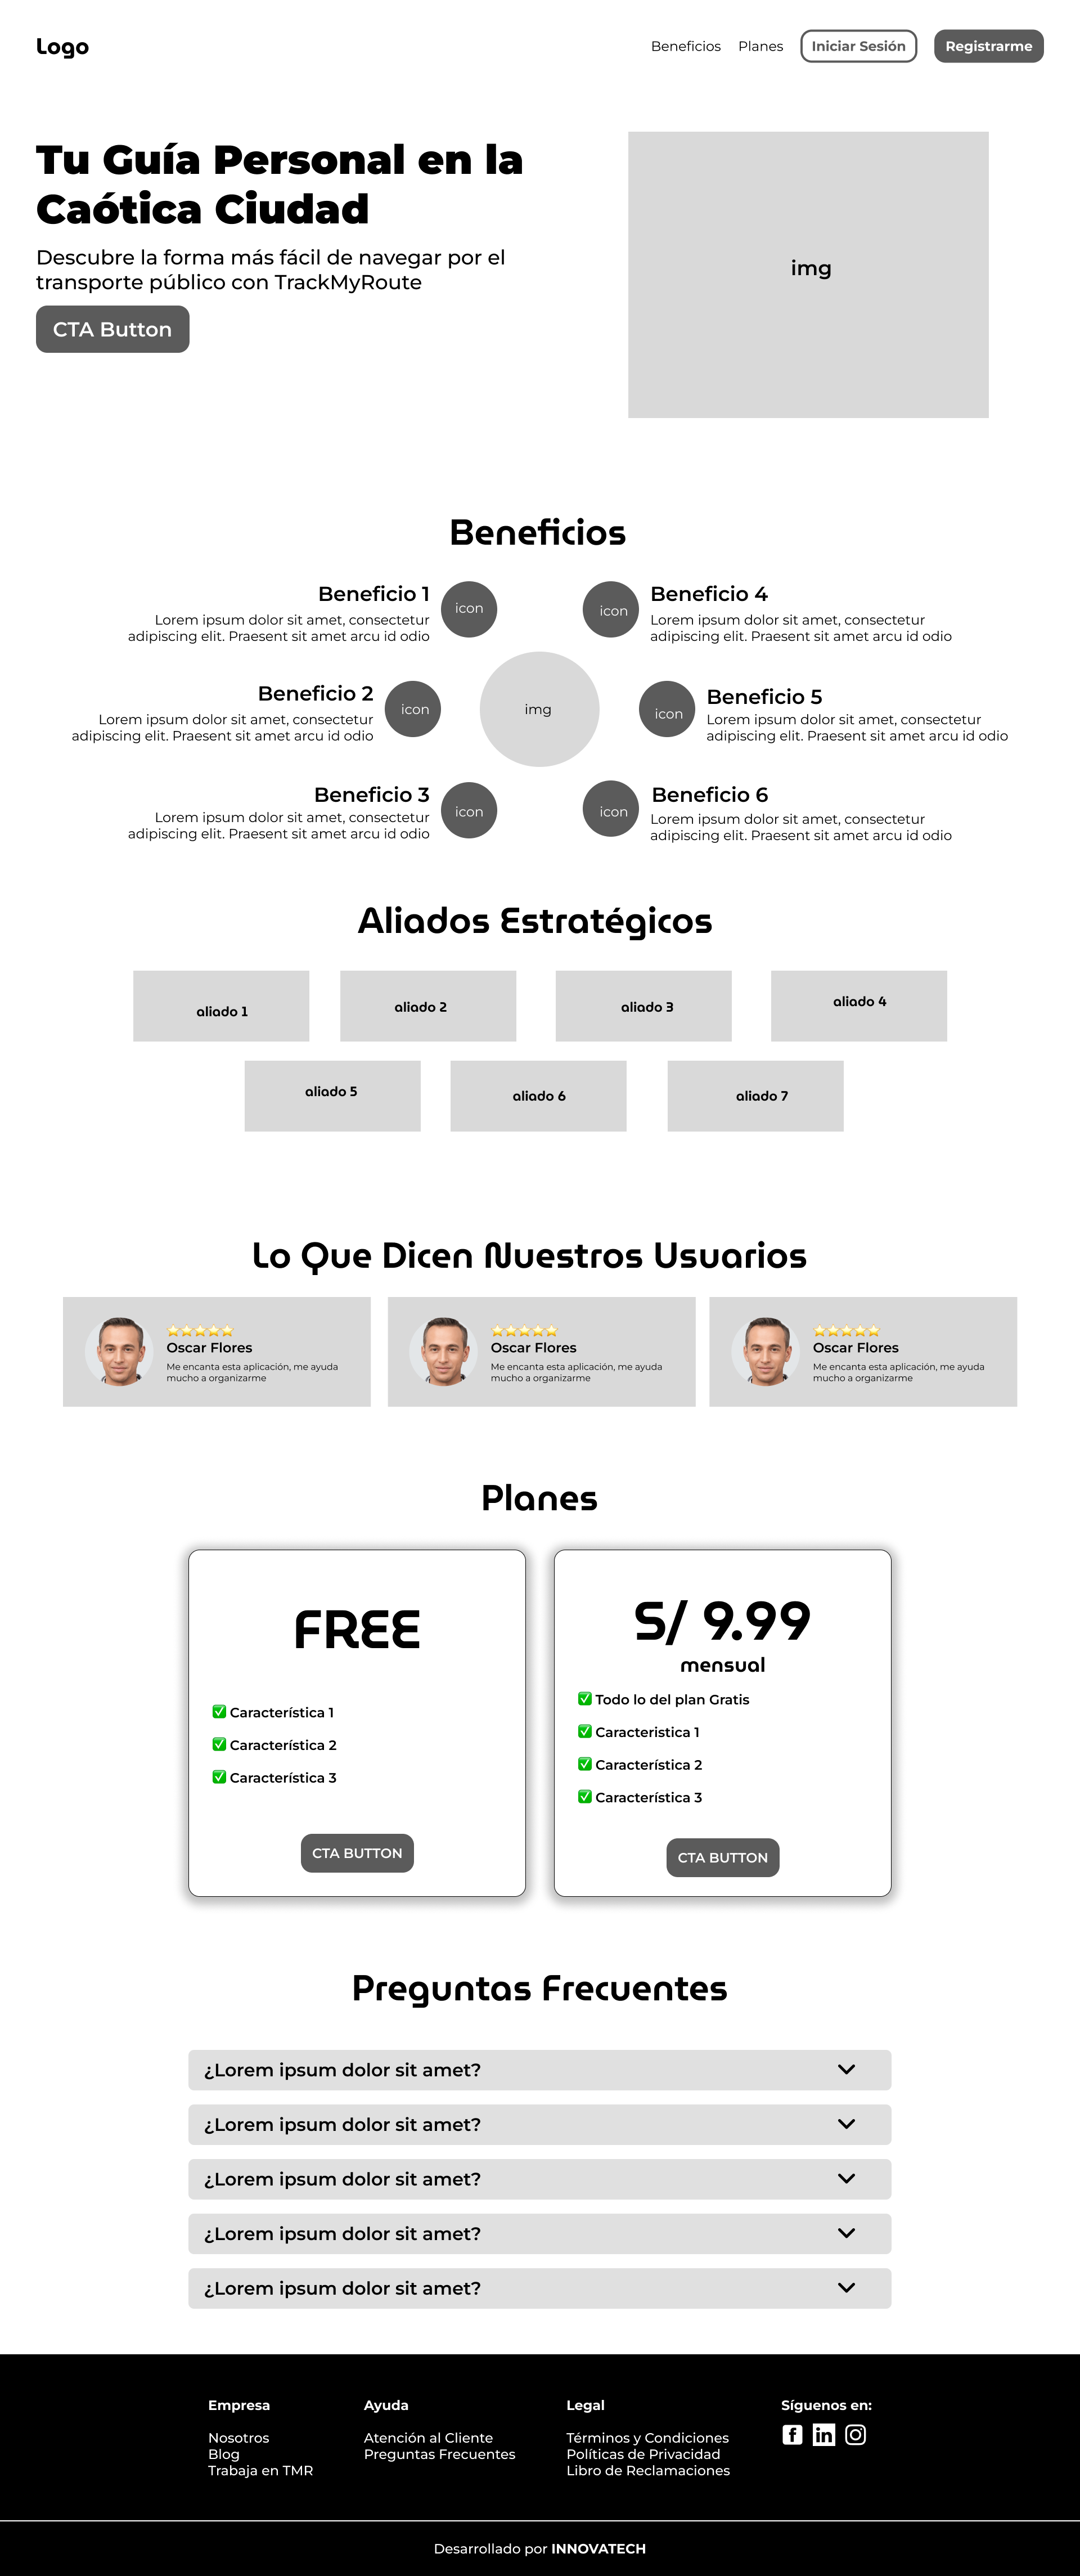 Logo
Beneficios
Planes
Iniciar Sesión
Registrarme
Tu Guía Personal en la
Caótica Ciudad
Descubre la forma más fácil de navegar por el
transporte público con TrackMyRoute
CTA Button
img
Beneficios
Beneficio 1
Lorem ipsum dolor sit amet, consectetur
adipiscing elit. Praesent sit amet arcu id odio
icon
icon
Beneficio 4
Lorem ipsum dolor sit amet, consectetur
adipiscing elit. Praesent sit amet arcu id odio
Beneficio 2
Lorem ipsum dolor sit amet, consectetur
adipiscing elit. Praesent sit amet arcu id odio
icon
img
icon
Beneficio 5
Lorem ipsum dolor sit amet, consectetur
adipiscing elit. Praesent sit amet arcu id odio
Beneficio 3
Lorem ipsum dolor sit amet, consectetur
adipiscing elit. Praesent sit amet arcu id odio
icon
icon
Beneficio 6
Lorem ipsum dolor sit amet, consectetur
adipiscing elit. Praesent sit amet arcu id odio
Aliados Estratégicos
aliado 1
aliado 2
aliado 3
aliado 4
aliado 5
aliado 6
aliado 7
Lo Que Dicen Nuestros Usuarios
Oscar Flores
Me encanta esta aplicación, me ayuda
mucho a organizarme
Oscar Flores
Me encanta esta aplicación, me ayuda
mucho a organizarme
Oscar Flores
Me encanta esta aplicación, me ayuda
mucho a organizarme
Planes
FREE
Característica 1
Característica 2
Característica 3
CTA BUTTON
S/ 9.99
mensual
Todo lo del plan Gratis
Caracteristica 1
Característica 2
Característica 3
CTA BUTTON
Preguntas Frecuentes
¿Lorem ipsum dolor sit amet?
¿Lorem ipsum dolor sit amet?
¿Lorem ipsum dolor sit amet?
¿Lorem ipsum dolor sit amet?
¿Lorem ipsum dolor sit amet?
Empresa
Nosotros
Blog
Trabaja en TMR
Ayuda
Atención al Cliente
Preguntas Frecuentes
Legal
Términos y Condiciones
Políticas de Privacidad
Libro de Reclamaciones
Síguenos en:
Desarrollado por INNOVATECH